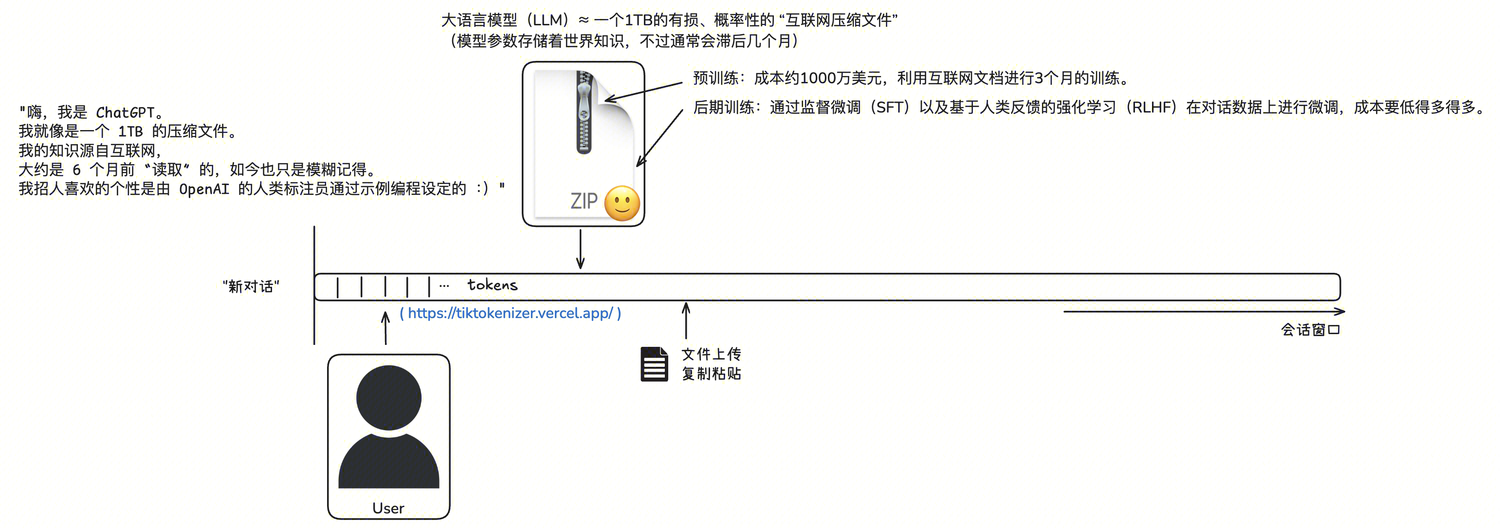 大语言模型（LLM）≈ 一个1TB的有损、概率性的 “互联网压缩文件”
（模型参数存储着世界知识，不过通常会滞后几个月）
预训练：成本约1000万美元，利用互联网文档进行3个月的训练。
后期训练：通过监督微调（SFT）以及基于人类反馈的强化学习（RLHF）在对话数据上进行微调，成本要低得多得多。
"嗨，我是 ChatGPT。
我就像是一个 1TB 的压缩文件。
我的知识源自互联网，
大约是 6 个月前 “读取” 的，如今也只是模糊记得。
我招人喜欢的个性是由 OpenAI 的人类标注员通过示例编程设定的 :）"
ZIP
"新对话"
... tokens
( https://tiktokenizer.vercel.app/ )
会话窗口
文件上传
复制粘贴
User